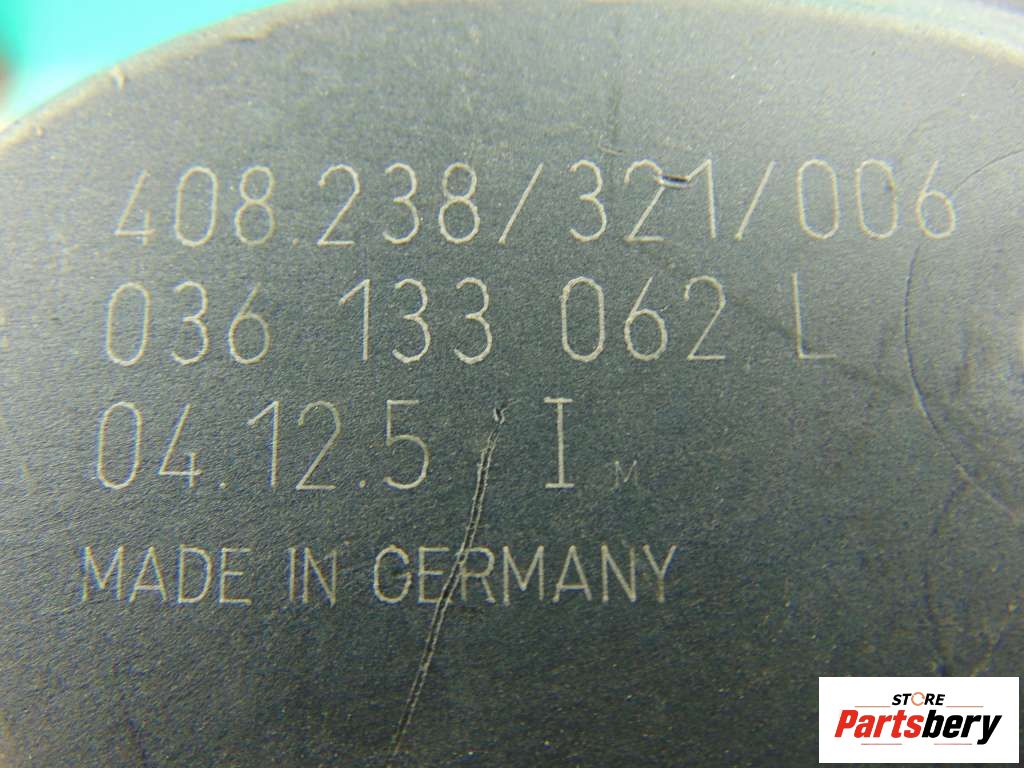 408.238/321/006
036 133 062 L
04.12.5 I M
MADE IN GERMANY
STORE
Partsbery